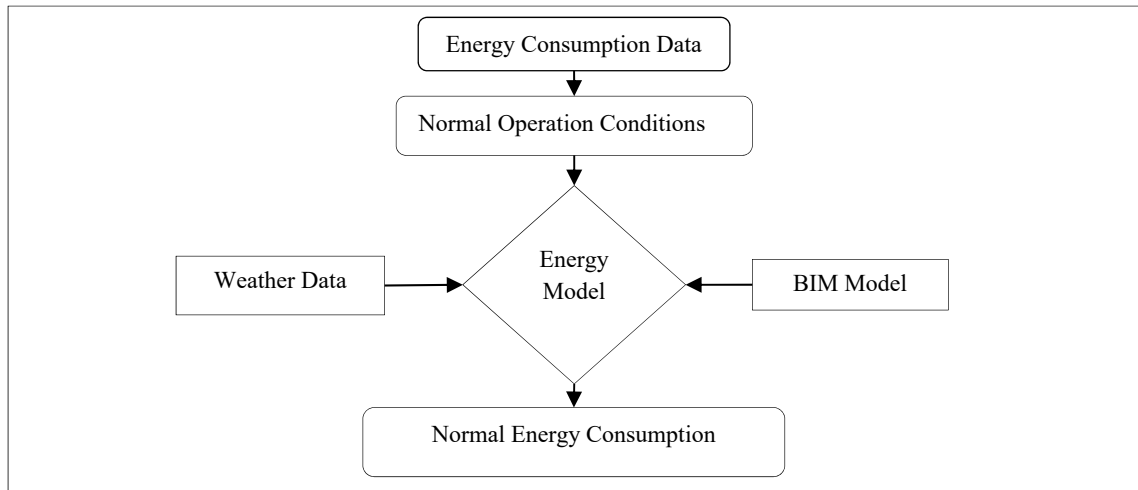 Energy Consumption Data
Normal Operation Conditions
Energy
Model
Weather Data
BIM Model
Normal Energy Consumption